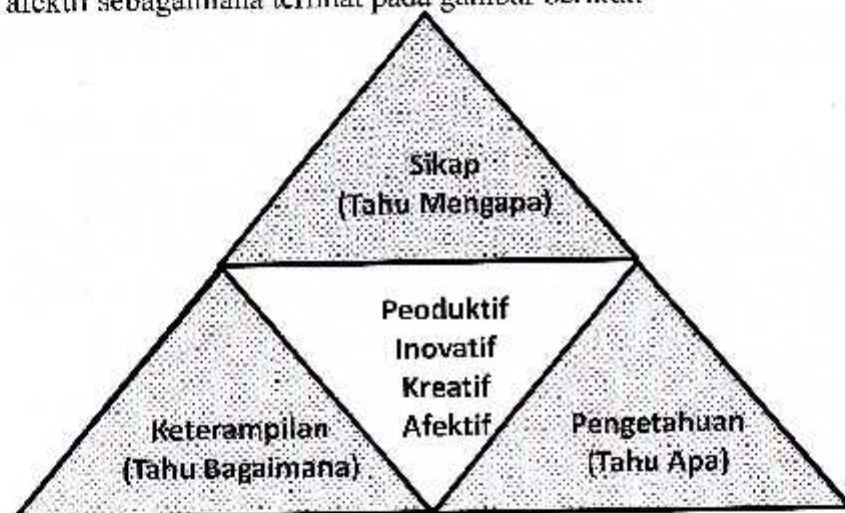 afektif sebagaimana terlihat pada gambar berikut.
Sikap
(Tahu Mengapa)
Peoduktif
Inovatif
Kreatif
Afektif
Keterampilan
(Tahu Bagaimana)
Pengetahuan
(Tahu Apa)